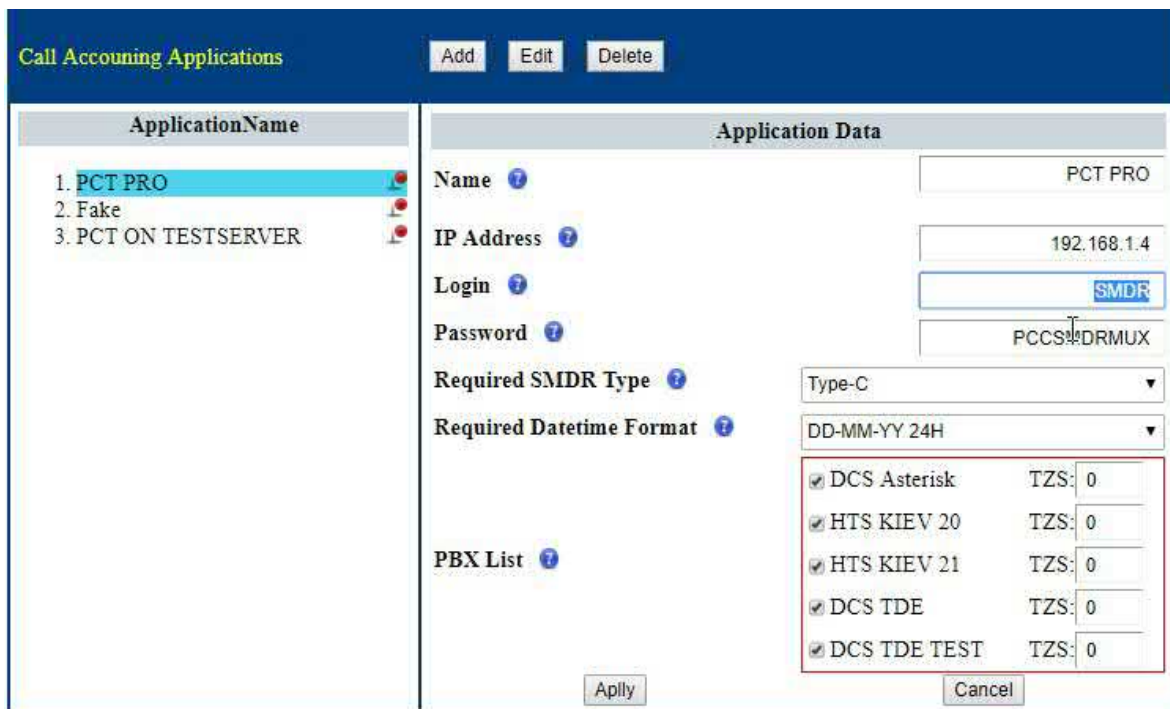 Call Accouning Applications
Add Edit Delete
ApplicationName
1. PCT PRO
2. Fake
3. PCT ON TESTSERVER
Application Data
Name ? PCT PRO
IP Address ? 192.168.1.4
Login ? SMDR
Password ? PCCSMDRMUX
Required SMDR Type ? Type-C
Required Datetime Format ? DD-MM-YY 24H
PBX List ?
DCS Asterisk TZS: 0
HTS KIEV 20 TZS: 0
HTS KIEV 21 TZS: 0
DCS TDE TZS: 0
DCS TDE TEST TZS: 0
Aplly Cancel